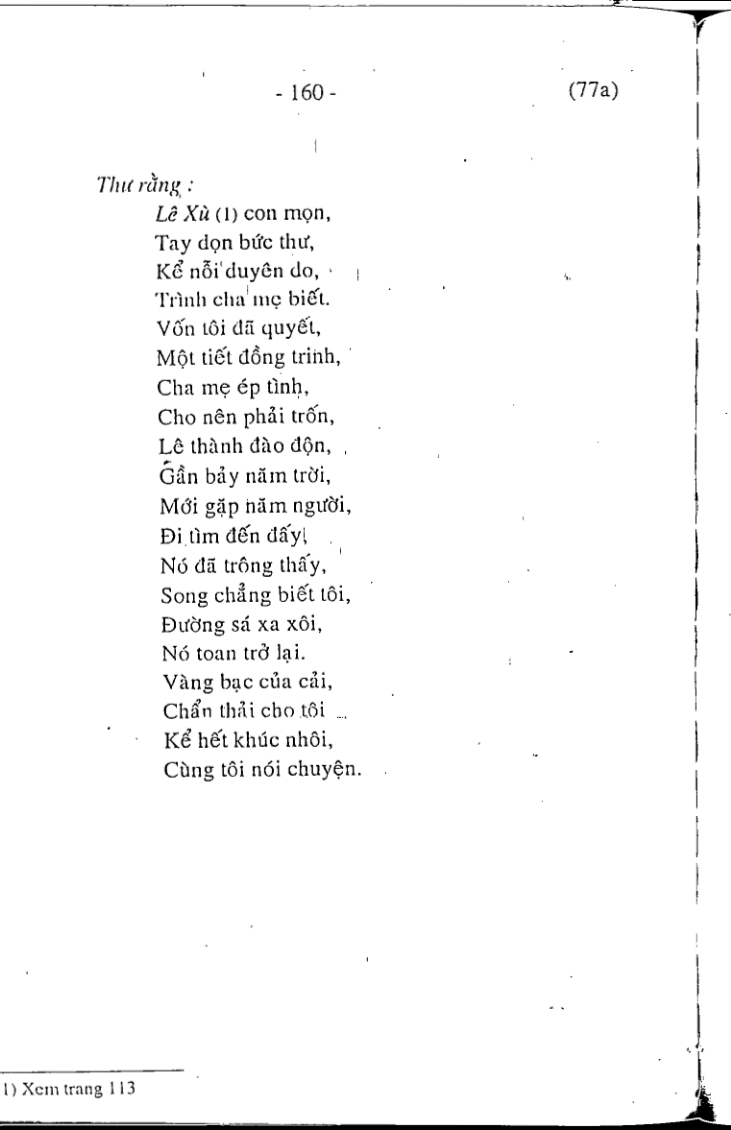 - 160 - (77a)
Thư rằng :
Lê Xù (1) con mọn,
Tay dọn bức thư,
Kể nỗi duyên do,
Trình cha mẹ biết.
Vốn tôi đã quyết,
Một tiết đồng trinh,
Cha mẹ ép tình,
Cho nên phải trốn,
Lê thành đào độn,
Gần bảy năm trời,
Mới gặp năm người,
Đi tìm đến đấy,
Nó đã trông thấy,
Song chẳng biết tôi,
Đường sá xa xôi,
Nó toan trở lại.
Vàng bạc của cải,
Chẩn thải cho tôi
Kể hết khúc nhôi,
Cùng tôi nói chuyện.
1) Xem trang 113